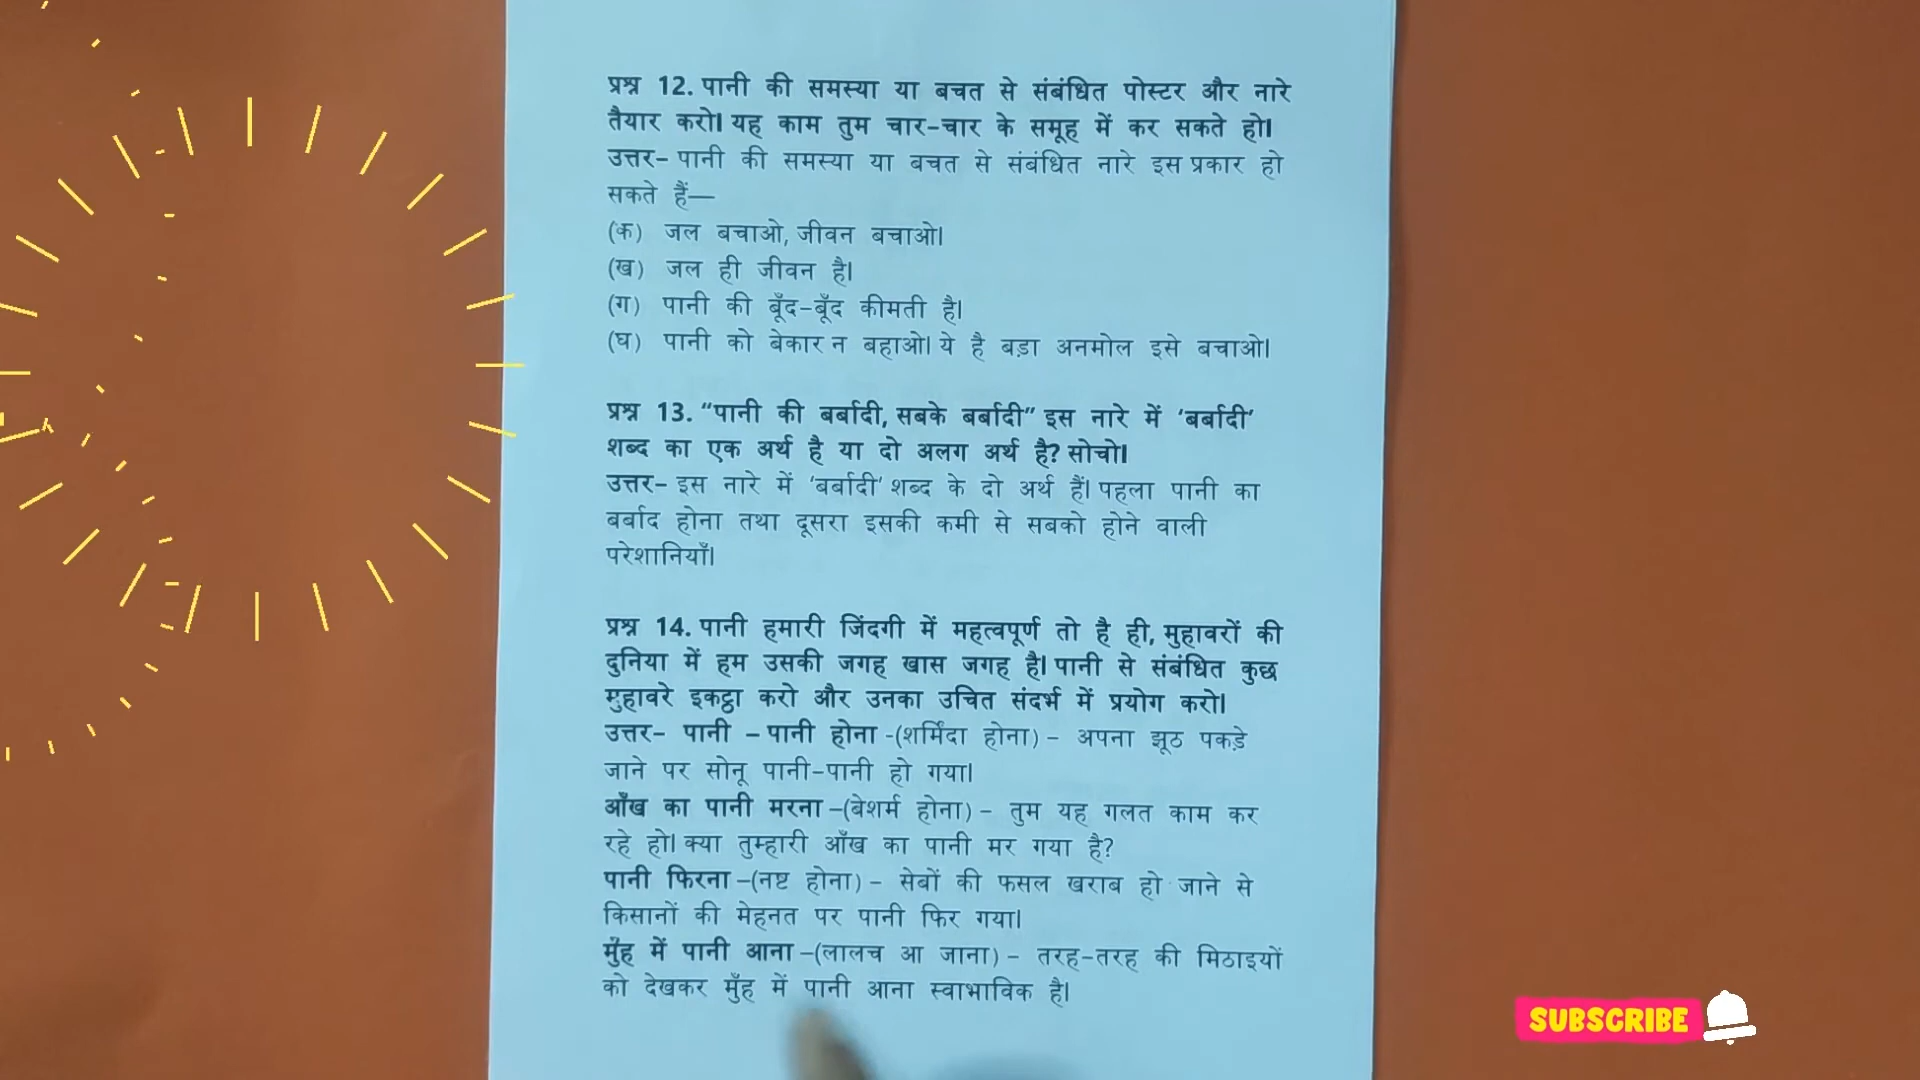 प्रश्न 12. पानी की समस्या या बचत से संबंधित पोस्टर और नारे
तैयार करो। यह काम तुम चार-चार के समूह में कर सकते हो।
उत्तर- पानी की समस्या या बचत से संबंधित नारे इस प्रकार हो
सकते हैं—
(क) जल बचाओ, जीवन बचाओ।
(ख) जल ही जीवन है।
(ग) पानी की बूँद-बूँद कीमती है।
(घ) पानी को बेकार न बहाओ। ये है बड़ा अनमोल इसे बचाओ।
प्रश्न 13. “पानी की बर्बादी, सबके बर्बादी” इस नारे में ‘बर्बादी’
शब्द का एक अर्थ है या दो अलग अर्थ है? सोचो।
उत्तर- इस नारे में ‘बर्बादी’ शब्द के दो अर्थ हैं। पहला पानी का
बर्बाद होना तथा दूसरा इसकी कमी से सबको होने वाली
परेशानियाँ।
प्रश्न 14. पानी हमारी जिंदगी में महत्वपूर्ण तो है ही, मुहावरों की
दुनिया में हम उसकी जगह खास जगह है। पानी से संबंधित कुछ
मुहावरे इकट्ठा करो और उनका उचित संदर्भ में प्रयोग करो।
उत्तर- पानी – पानी होना -(शर्मिंदा होना) - अपना झूठ पकड़े
जाने पर सोनू पानी-पानी हो गया।
आँख का पानी मरना –(बेशर्म होना) - तुम यह गलत काम कर
रहे हो। क्या तुम्हारी आँख का पानी मर गया है?
पानी फिरना –(नष्ट होना) - सेबों की फसल खराब हो जाने से
किसानों की मेहनत पर पानी फिर गया।
मुँह में पानी आना –(लालच आ जाना) - तरह-तरह की मिठाइयों
को देखकर मुँह में पानी आना स्वाभाविक है।
SUBSCRIBE